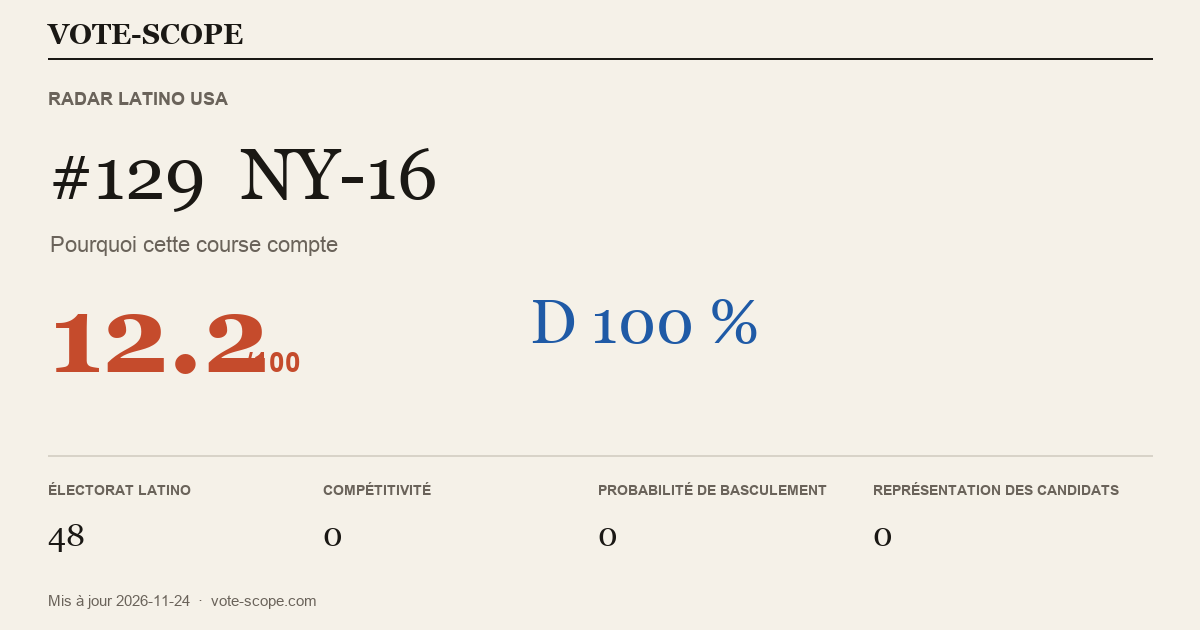 VOTE-SCOPE
RADAR LATINO USA
#129 NY-16
Pourquoi cette course compte
12.2/100
D 100 %
ÉLECTORAT LATINO
COMPÉTITIVITÉ
PROBABILITÉ DE BASCULEMENT
REPRÉSENTATION DES CANDIDATS
48
0
0
0
Mis à jour 2026-11-24 · vote-scope.com